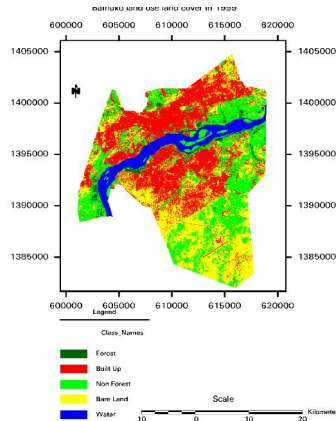 Bamako land use land cover in 1999
600000 605000 610000 615000 620000
1405000 1405000
1400000 1400000
N
1395000 1395000
1390000 1390000
1385000 1385000
600000 605000 610000 615000 620000
Legend
Class_Names
Forest
Built Up
Non Forest
Bare Land
Water
Scale
10 0 10 20
Kilomete